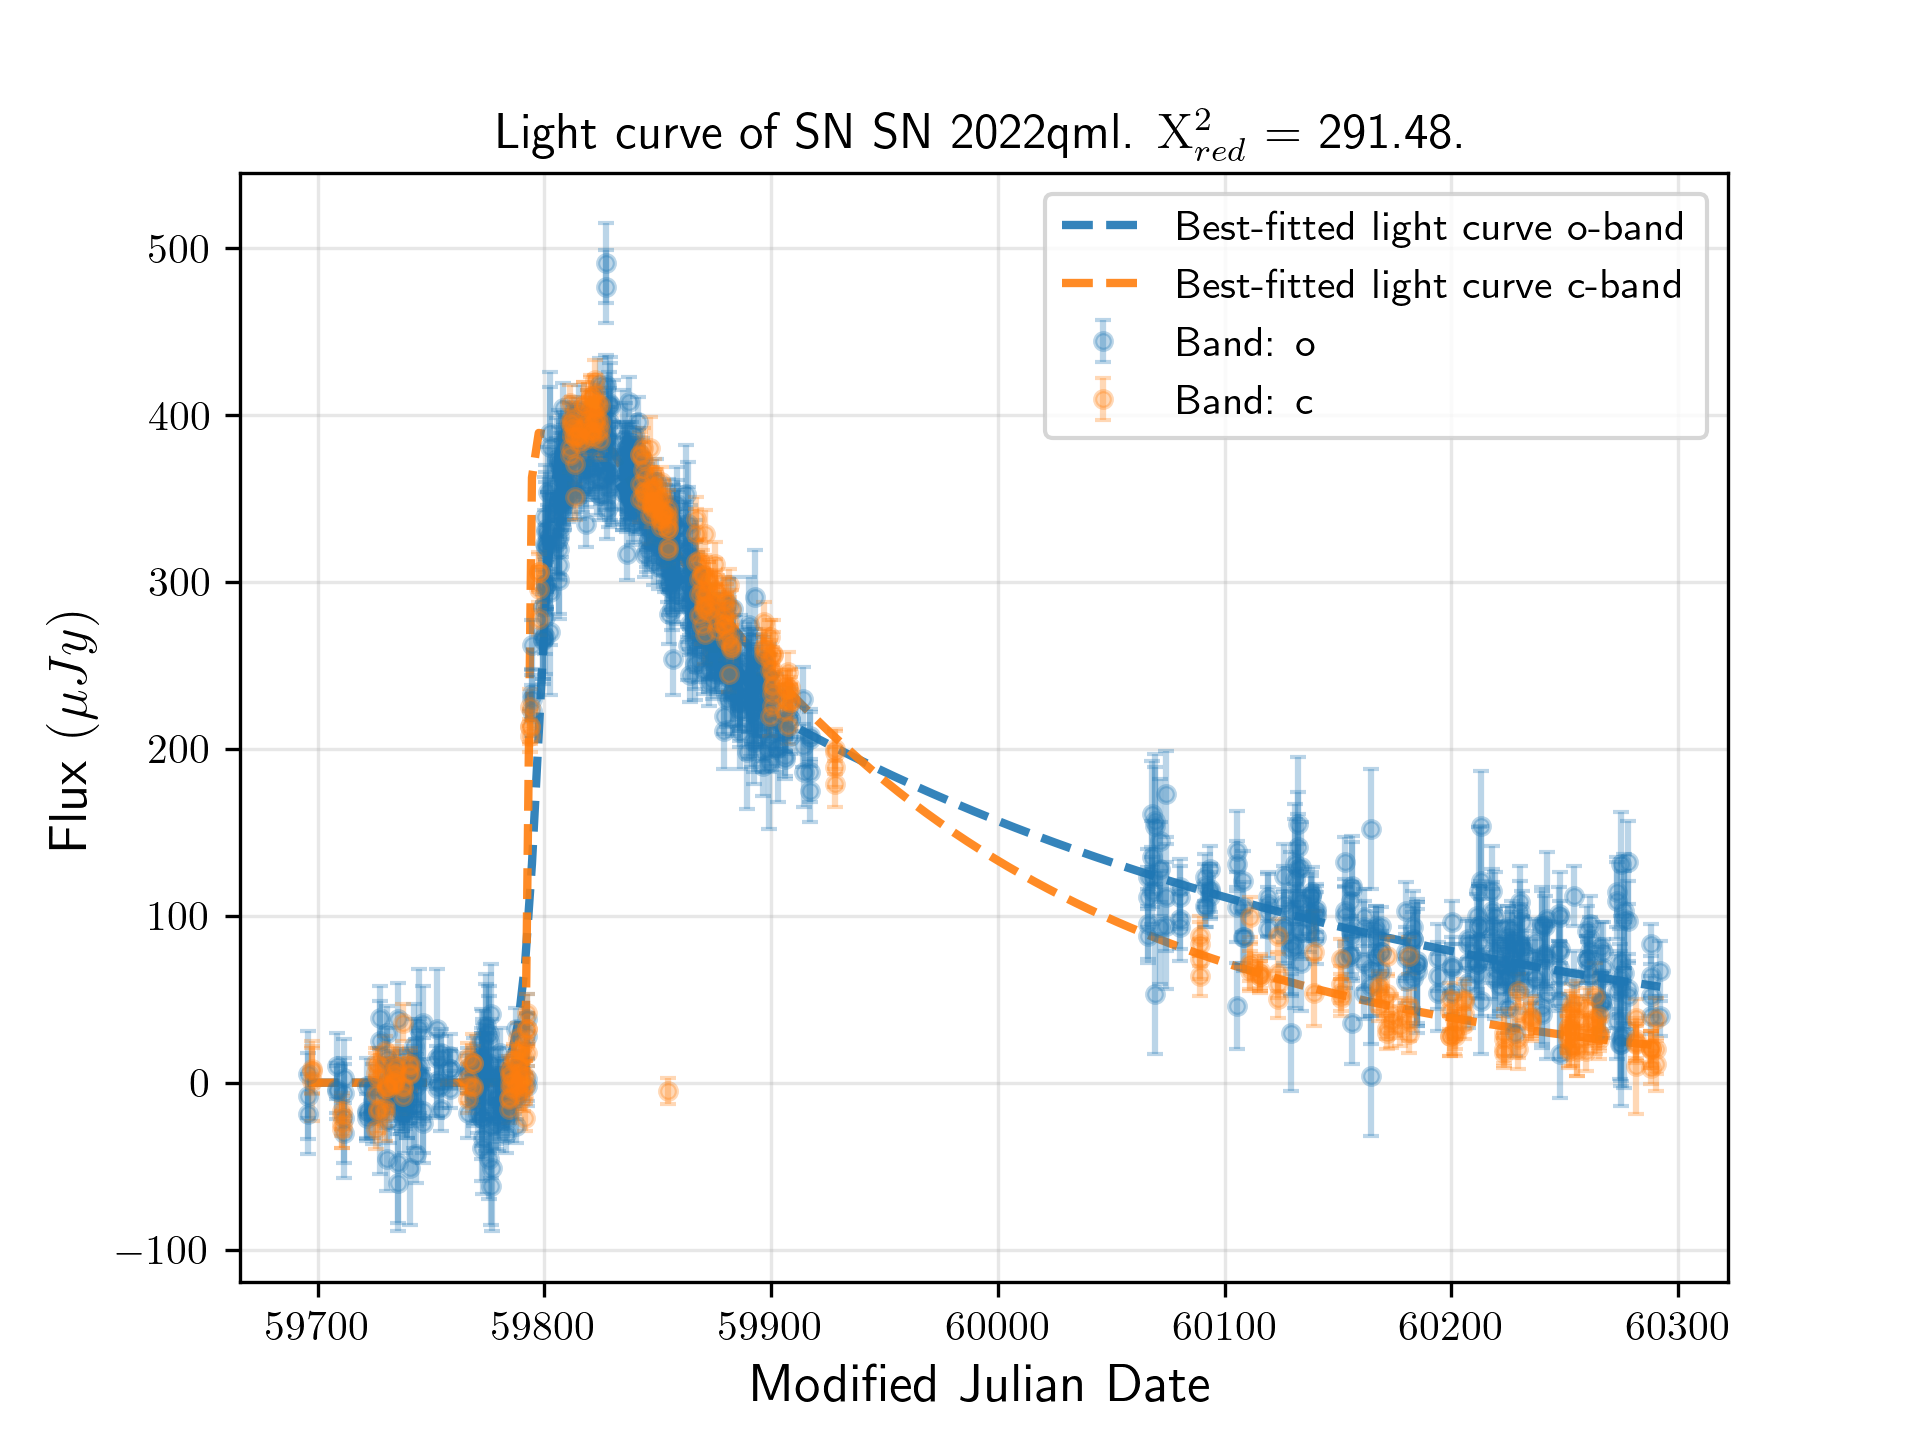 Light curve of SN SN 2022qml. X²_red = 291.48.
Best-fitted light curve o-band
Best-fitted light curve c-band
Band: o
Band: c
500
400
300
200
100
0
−100
Flux (μJy)
59700 59800 59900 60000 60100 60200 60300
Modified Julian Date